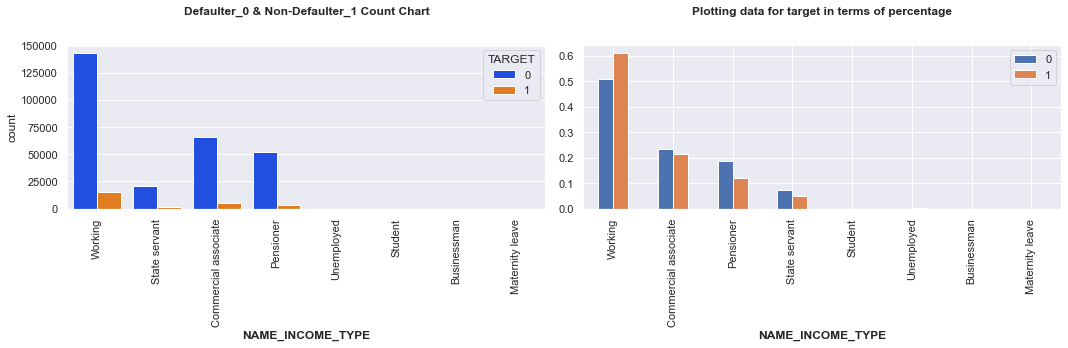 Defaulter_0 & Non-Defaulter_1 Count Chart
150000
125000
100000
75000
50000
25000
0
count
TARGET
0
1
Working
State servant
Commercial associate
Pensioner
Unemployed
Student
Businessman
Maternity leave
NAME_INCOME_TYPE
Plotting data for target in terms of percentage
0.6
0.5
0.4
0.3
0.2
0.1
0.0
0
1
Working
Commercial associate
Pensioner
State servant
Student
Unemployed
Businessman
Maternity leave
NAME_INCOME_TYPE